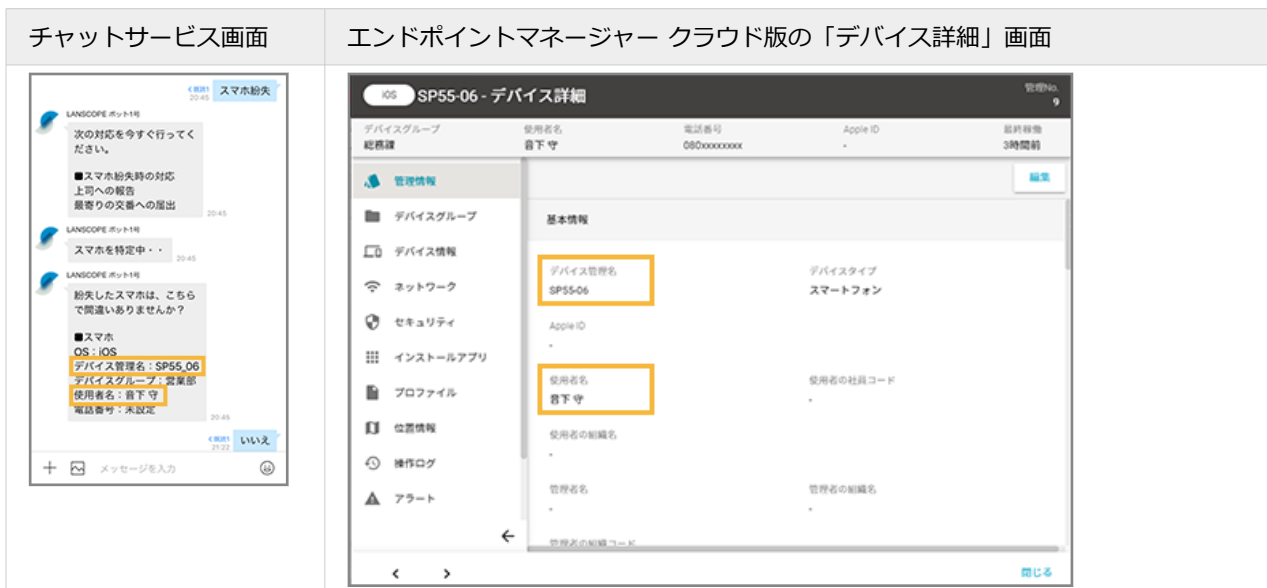 チャットサービス画面
エンドポイントマネージャー クラウド版の「デバイス詳細」画面
既読1
20:45
スマホ紛失
LANSCOPE ボット1号
次の対応を今すぐ行ってく
ださい。
■スマホ紛失時の対応
上司への報告
最寄りの交番への届出
20:45
LANSCOPE ボット1号
スマホを特定中・・
20:45
LANSCOPE ボット1号
紛失したスマホは、こちら
で間違いありませんか?
■スマホ
OS:iOS
デバイス管理名:SP55_06
デバイスグループ:営業部
使用者名:音下 守
電話番号:未設定
20:45
既読1
21:22
いいえ
メッセージを入力
iOS
SP55-06 - デバイス詳細
管理No.
9
デバイスグループ
総務課
使用者名
音下 守
電話番号
080xxxxxxxx
Apple ID
-
最終稼働
3時間前
管理情報
デバイスグループ
デバイス情報
ネットワーク
セキュリティ
インストールアプリ
プロファイル
位置情報
操作ログ
アラート
編集
基本情報
デバイス管理名
SP55-06
デバイスタイプ
スマートフォン
Apple ID
-
使用者名
音下 守
使用者の社員コード
-
使用者の組織名
-
管理者名
-
管理者の組織名
-
管理者の組織コード
閉じる